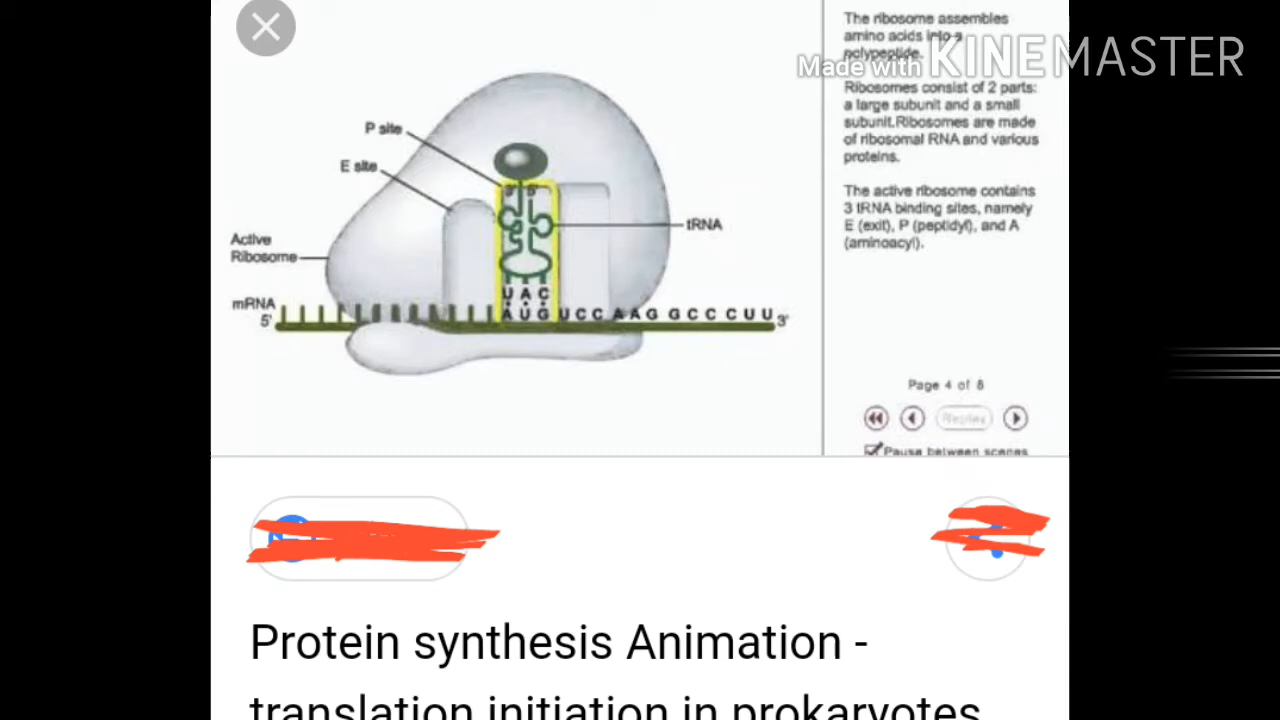 Made with KINEMASTER
The ribosome assembles
amino acids into a
polypeptide.
Ribosomes consist of 2 parts:
a large subunit and a small
subunit.Ribosomes are made
of ribosomal RNA and various
proteins.
The active ribosome contains
3 tRNA binding sites, namely
E (exit), P (peptidyl), and A
(aminoacyl).
P site
E site
Active
Ribosome
tRNA
3' 5'
U A C
mRNA
A U G U C C A A G G C C C U U
5'
3'
Page 4 of 8
Replay
Pause between scenes
Protein synthesis Animation -
translation initiation in prokaryotes